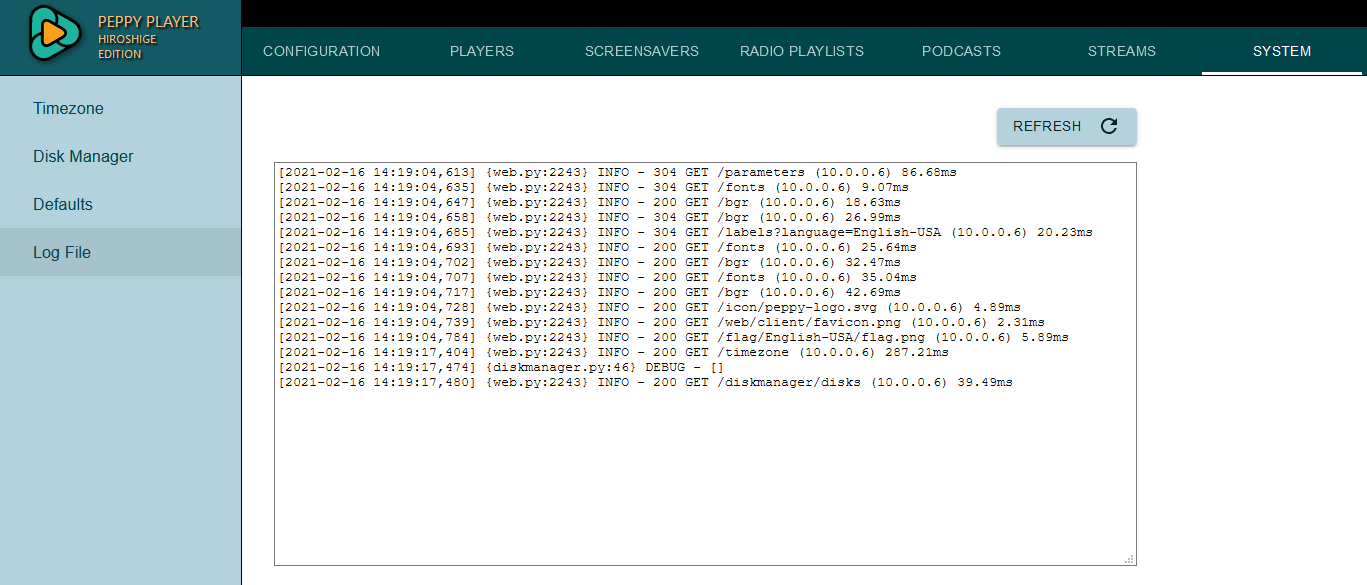 PEPPY PLAYER
HIROSHIGE
EDITION
CONFIGURATION PLAYERS SCREENSAVERS RADIO PLAYLISTS PODCASTS STREAMS SYSTEM
Timezone
Disk Manager
Defaults
Log File
REFRESH
[2021-02-16 14:19:04,613] {web.py:2243} INFO - 304 GET /parameters (10.0.0.6) 86.68ms
[2021-02-16 14:19:04,635] {web.py:2243} INFO - 304 GET /fonts (10.0.0.6) 9.07ms
[2021-02-16 14:19:04,647] {web.py:2243} INFO - 200 GET /bgr (10.0.0.6) 18.63ms
[2021-02-16 14:19:04,658] {web.py:2243} INFO - 304 GET /bgr (10.0.0.6) 26.99ms
[2021-02-16 14:19:04,685] {web.py:2243} INFO - 304 GET /labels?language=English-USA (10.0.0.6) 20.23ms
[2021-02-16 14:19:04,693] {web.py:2243} INFO - 200 GET /fonts (10.0.0.6) 25.64ms
[2021-02-16 14:19:04,702] {web.py:2243} INFO - 200 GET /bgr (10.0.0.6) 32.47ms
[2021-02-16 14:19:04,707] {web.py:2243} INFO - 200 GET /fonts (10.0.0.6) 35.04ms
[2021-02-16 14:19:04,717] {web.py:2243} INFO - 200 GET /bgr (10.0.0.6) 42.69ms
[2021-02-16 14:19:04,728] {web.py:2243} INFO - 200 GET /icon/peppy-logo.svg (10.0.0.6) 4.89ms
[2021-02-16 14:19:04,739] {web.py:2243} INFO - 200 GET /web/client/favicon.png (10.0.0.6) 2.31ms
[2021-02-16 14:19:04,784] {web.py:2243} INFO - 200 GET /flag/English-USA/flag.png (10.0.0.6) 5.89ms
[2021-02-16 14:19:17,404] {web.py:2243} INFO - 200 GET /timezone (10.0.0.6) 287.21ms
[2021-02-16 14:19:17,474] {diskmanager.py:46} DEBUG - []
[2021-02-16 14:19:17,480] {web.py:2243} INFO - 200 GET /diskmanager/disks (10.0.0.6) 39.49ms